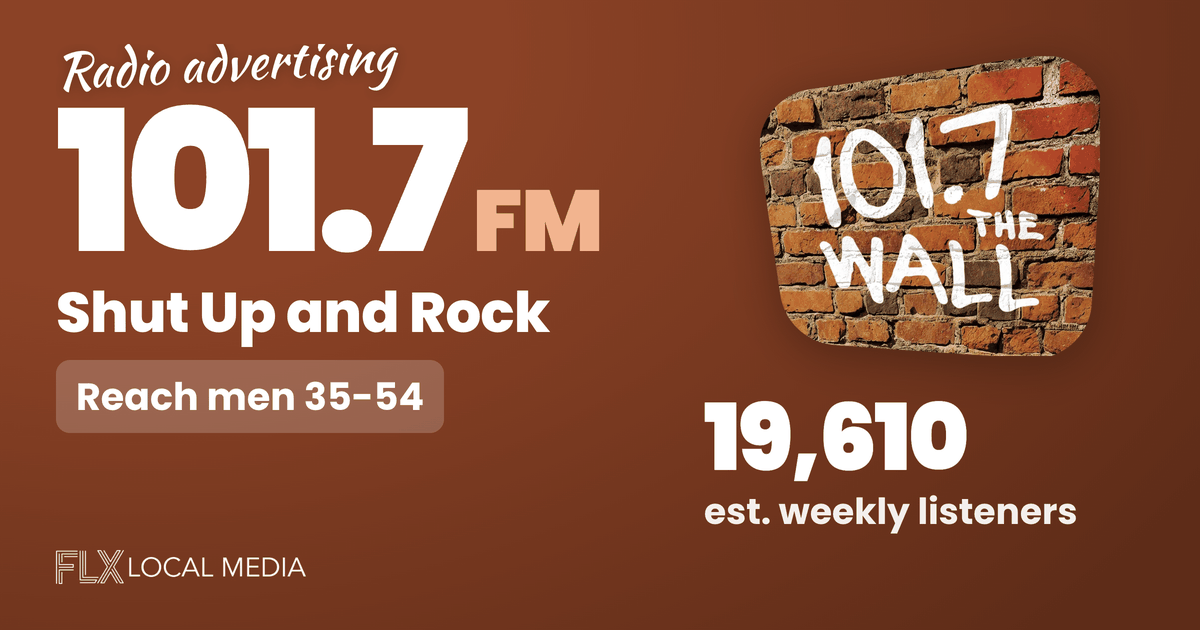 Radio advertising
101.7 FM
Shut Up and Rock
Reach men 35-54
101.7
THE
WALL
19,610
est. weekly listeners
FLX LOCAL MEDIA